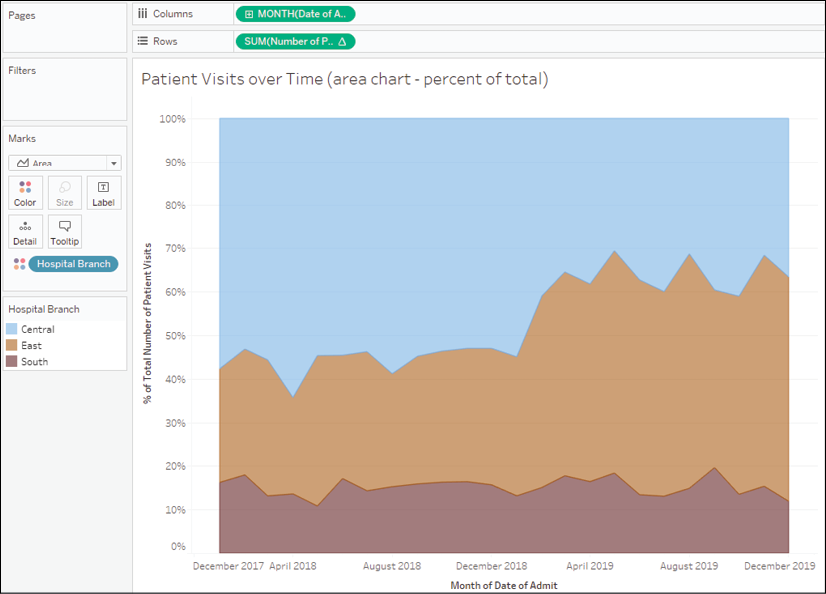 Pages
Columns
MONTH(Date of A..
Rows
SUM(Number of P.. Δ
Filters
Patient Visits over Time (area chart - percent of total)
Marks
Area
Color
Size
Label
Detail
Tooltip
Hospital Branch
Hospital Branch
Central
East
South
% of Total Number of Patient Visits
100%
90%
80%
70%
60%
50%
40%
30%
20%
10%
0%
December 2017 April 2018 August 2018 December 2018 April 2019 August 2019 December 2019
Month of Date of Admit